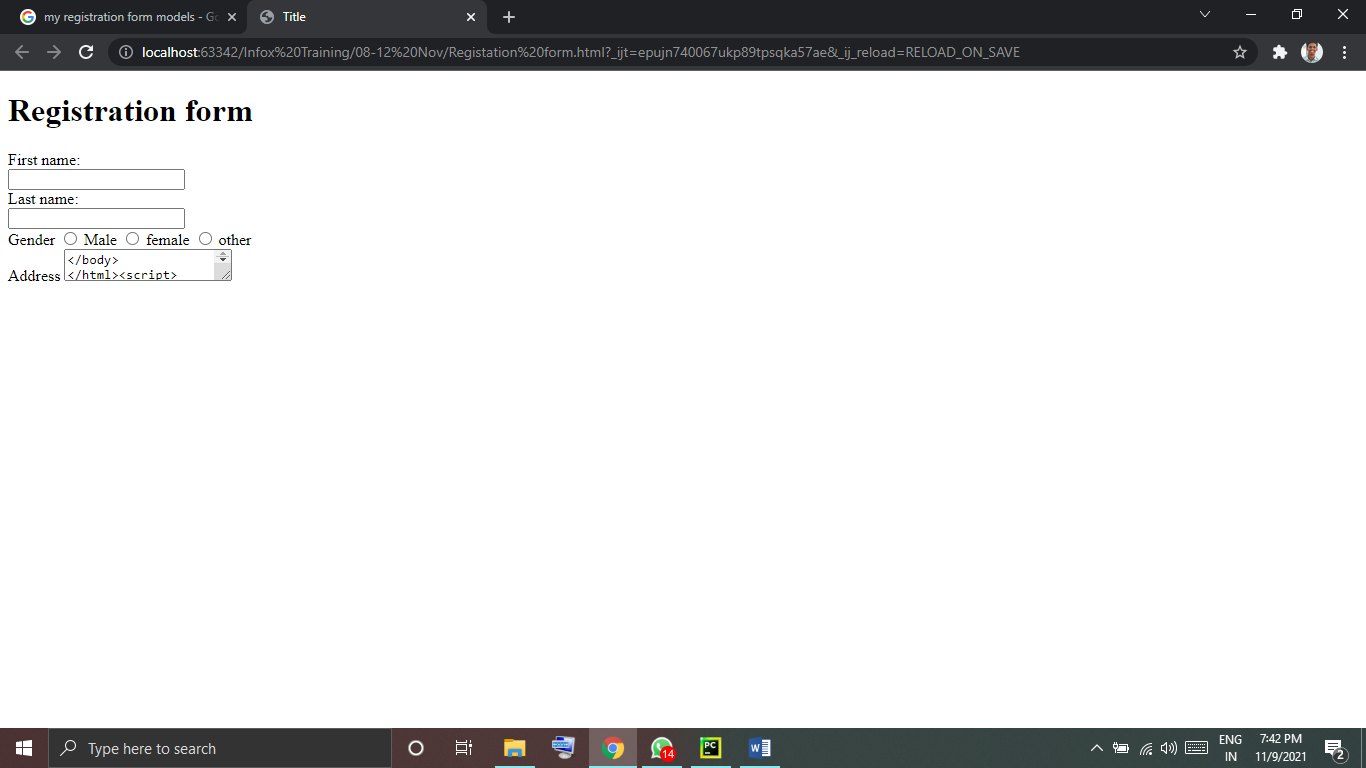 my registration form models - Go
Title
localhost:63342/Infox%20Training/08-12%20Nov/Registation%20form.html?_ijt=epujn740067ukp89tpsqka57ae&_ij_reload=RELOAD_ON_SAVE
Registration form
First name:
Last name:
Gender Male female other
</body>
Address </html><script>
Type here to search
14
PC
W
ENG
IN
7:42 PM
11/9/2021
2